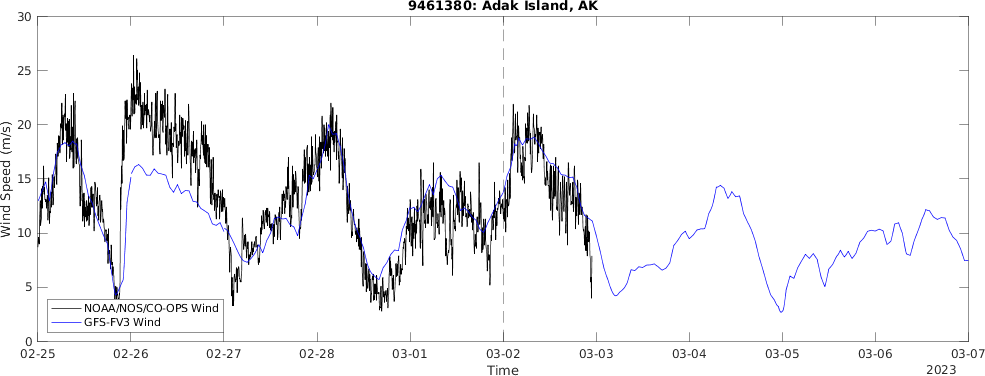 9461380: Adak Island, AK
30
25
20
15
10
5
0
Wind Speed (m/s)
NOAA/NOS/CO-OPS Wind
GFS-FV3 Wind
02-25 02-26 02-27 02-28 03-01 03-02 03-03 03-04 03-05 03-06 03-07
Time
2023